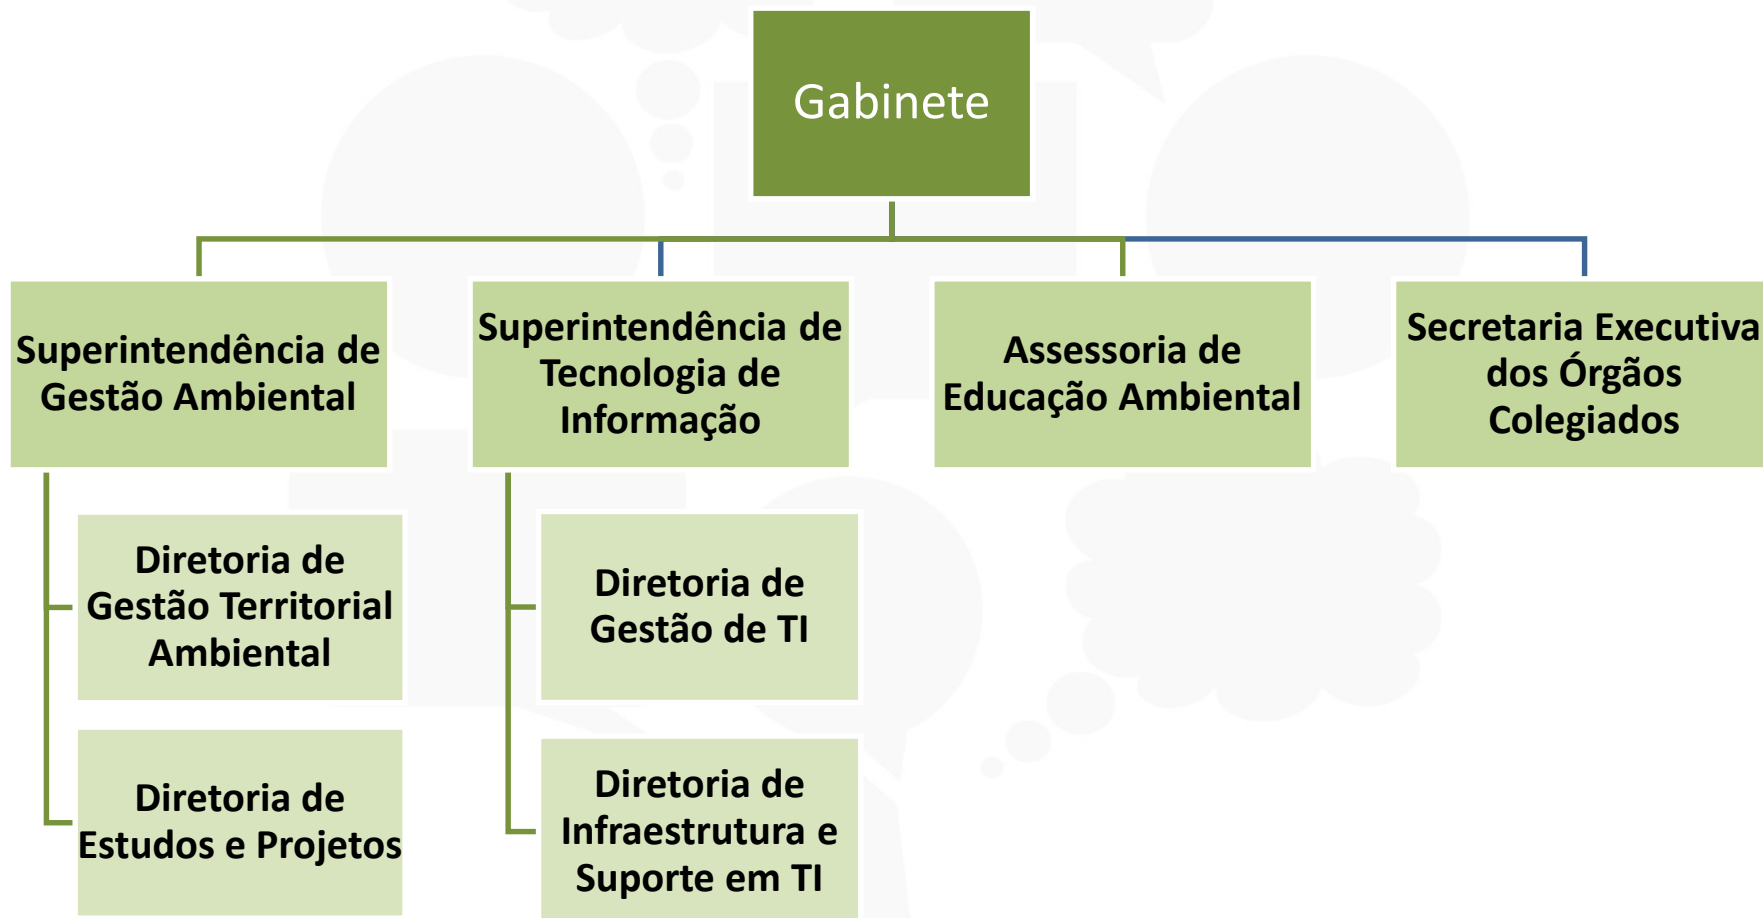 Gabinete
Superintendência de
Gestão Ambiental
Superintendência de
Tecnologia de
Informação
Assessoria de
Educação Ambiental
Secretaria Executiva
dos Órgãos
Colegiados
Diretoria de
Gestão Territorial
Ambiental
Diretoria de
Gestão de TI
Diretoria de
Estudos e Projetos
Diretoria de
Infraestrutura e
Suporte em TI